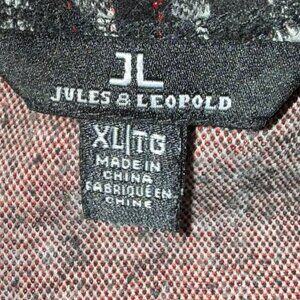 JL
JULES & LEOPOLD
XL|TG
MADE IN
CHINA
FABRIQUÉ EN
CHINE